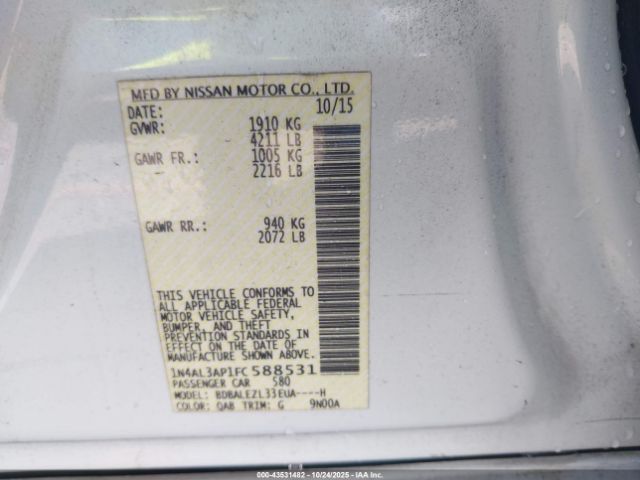 MFD BY NISSAN MOTOR CO., LTD.
DATE: 10/15
GVWR: 1910 KG
4211 LB
GAWR FR.: 1005 KG
2216 LB
GAWR RR.: 940 KG
2072 LB
THIS VEHICLE CONFORMS TO
ALL APPLICABLE FEDERAL
MOTOR VEHICLE SAFETY,
BUMPER, AND THEFT
PREVENTION STANDARDS IN
EFFECT ON THE DATE OF
MANUFACTURE SHOWN ABOVE.
1N4AL3AP1FC588531
PASSENGER CAR 580
MODEL: BDBALEZL33EUA----H
COLOR: QAB TRIM: G 9N00A
© 000-43531482 - 10/24/2025 - IAA Inc.